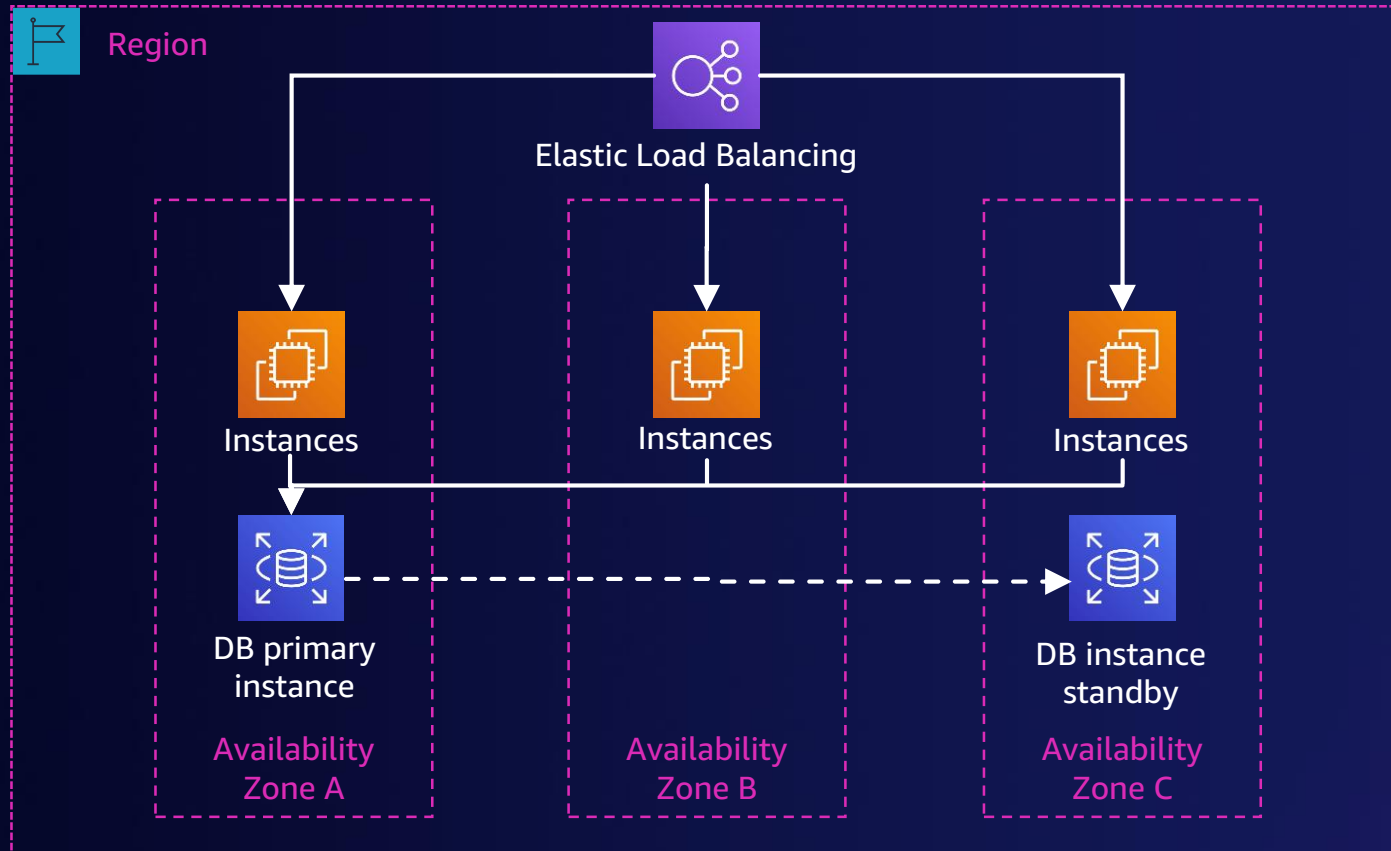 Region
Elastic Load Balancing
Instances
Instances
Instances
DB primary
instance
DB instance
standby
Availability
Zone A
Availability
Zone B
Availability
Zone C